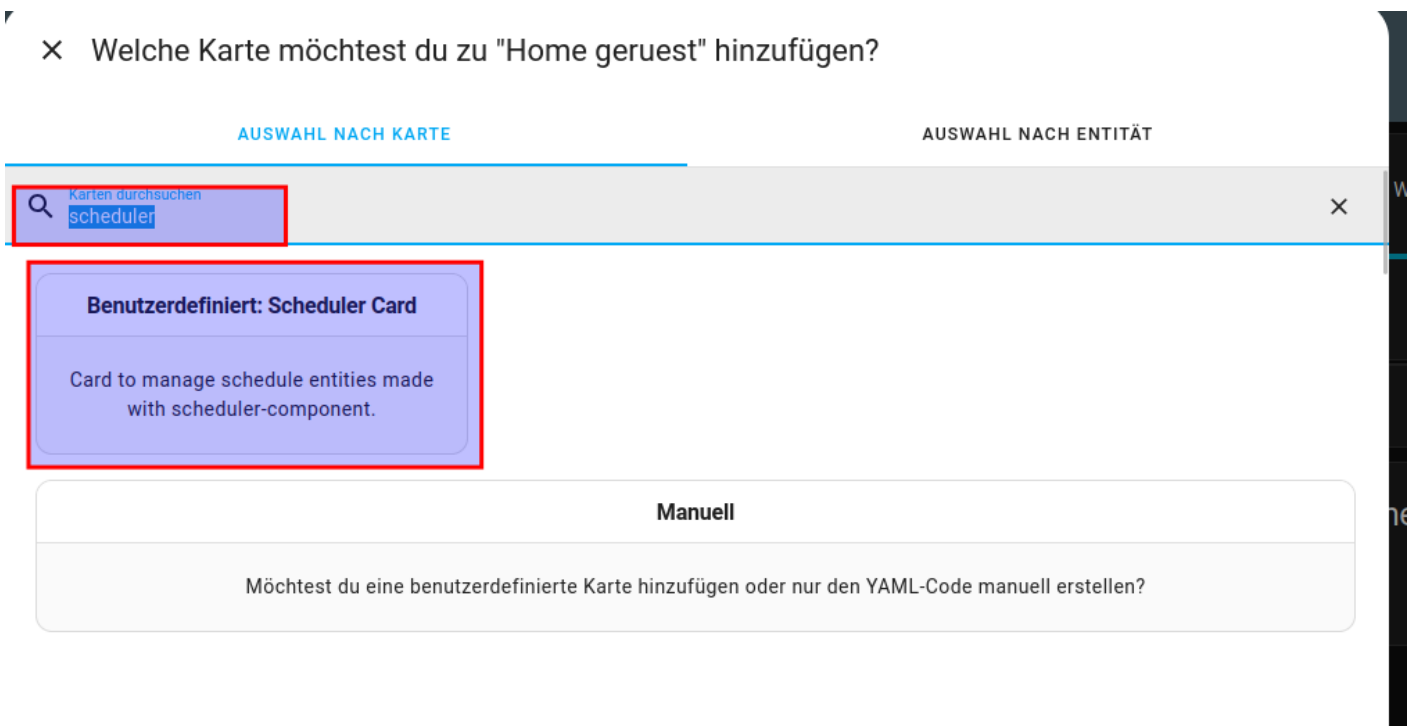 Welche Karte möchtest du zu "Home geruest" hinzufügen?
AUSWAHL NACH KARTE
AUSWAHL NACH ENTITÄT
Karten durchsuchen
scheduler
Benutzerdefiniert: Scheduler Card
Card to manage schedule entities made
with scheduler-component.
Manuell
Möchtest du eine benutzerdefinierte Karte hinzufügen oder nur den YAML-Code manuell erstellen?